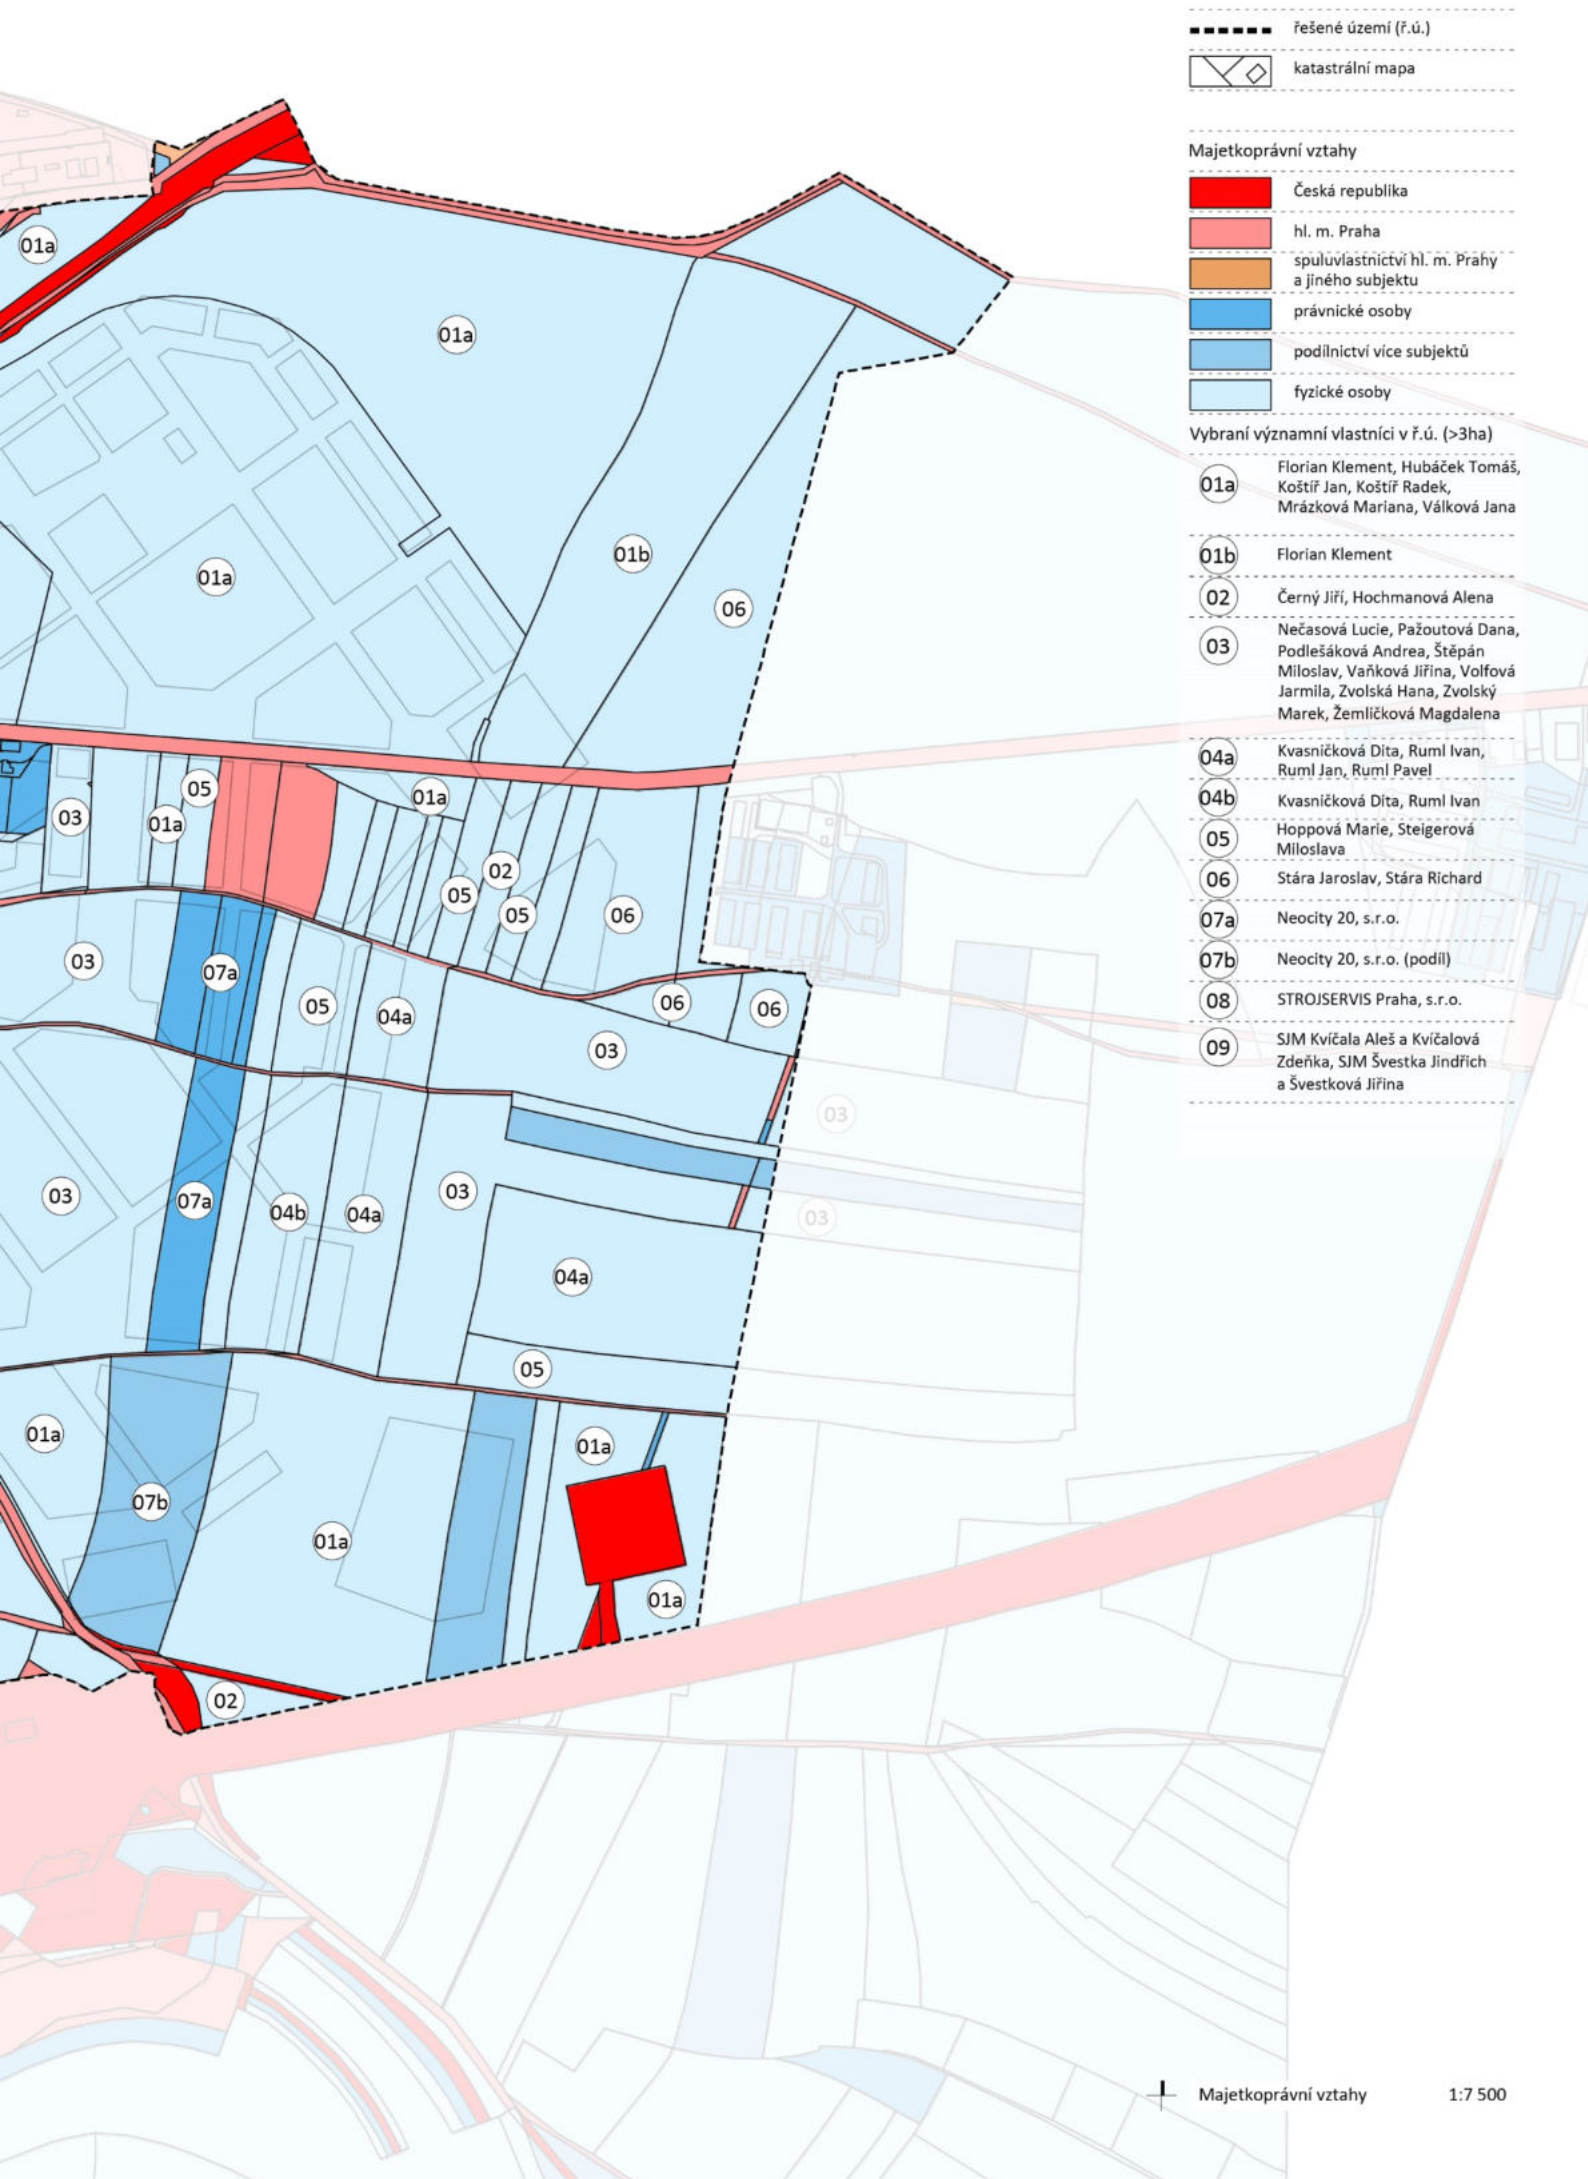 řešené území (ř.ú.)
katastrální mapa
Majetkoprávní vztahy
Česká republika
hl. m. Praha
spuluvlastnictví hl. m. Prahy
a jiného subjektu
právnické osoby
podílnictví více subjektů
fyzické osoby
Vybraní významní vlastníci v ř.ú. (>3ha)
01a
Florian Klement, Hubáček Tomáš,
Koštíř Jan, Koštíř Radek,
Mrázková Mariana, Válková Jana
01b
Florian Klement
02
Černý Jiří, Hochmanová Alena
03
Nečasová Lucie, Pažoutová Dana,
Podlešáková Andrea, Štěpán
Miloslav, Vaňková Jiřina, Volfová
Jarmila, Zvolská Hana, Zvolský
Marek, Žemličková Magdalena
04a
Kvasničková Dita, Ruml Ivan,
Ruml Jan, Ruml Pavel
04b
Kvasničková Dita, Ruml Ivan
05
Hoppová Marie, Steigerová
Miloslava
06
Stára Jaroslav, Stára Richard
07a
Neocity 20, s.r.o.
07b
Neocity 20, s.r.o. (podíl)
08
STROJSERVIS Praha, s.r.o.
09
SJM Kvíčala Aleš a Kvíčalová
Zdeňka, SJM Švestka Jindřich
a Švestková Jiřina
01a
01a
01b
01a
06
05
01a
03
01a
02
05
05
06
03
07a
05
04a
06
06
03
03
03
07a
04b
04a
03
03
04a
05
01a
01a
07b
01a
01a
02
Majetkoprávní vztahy 1:7 500